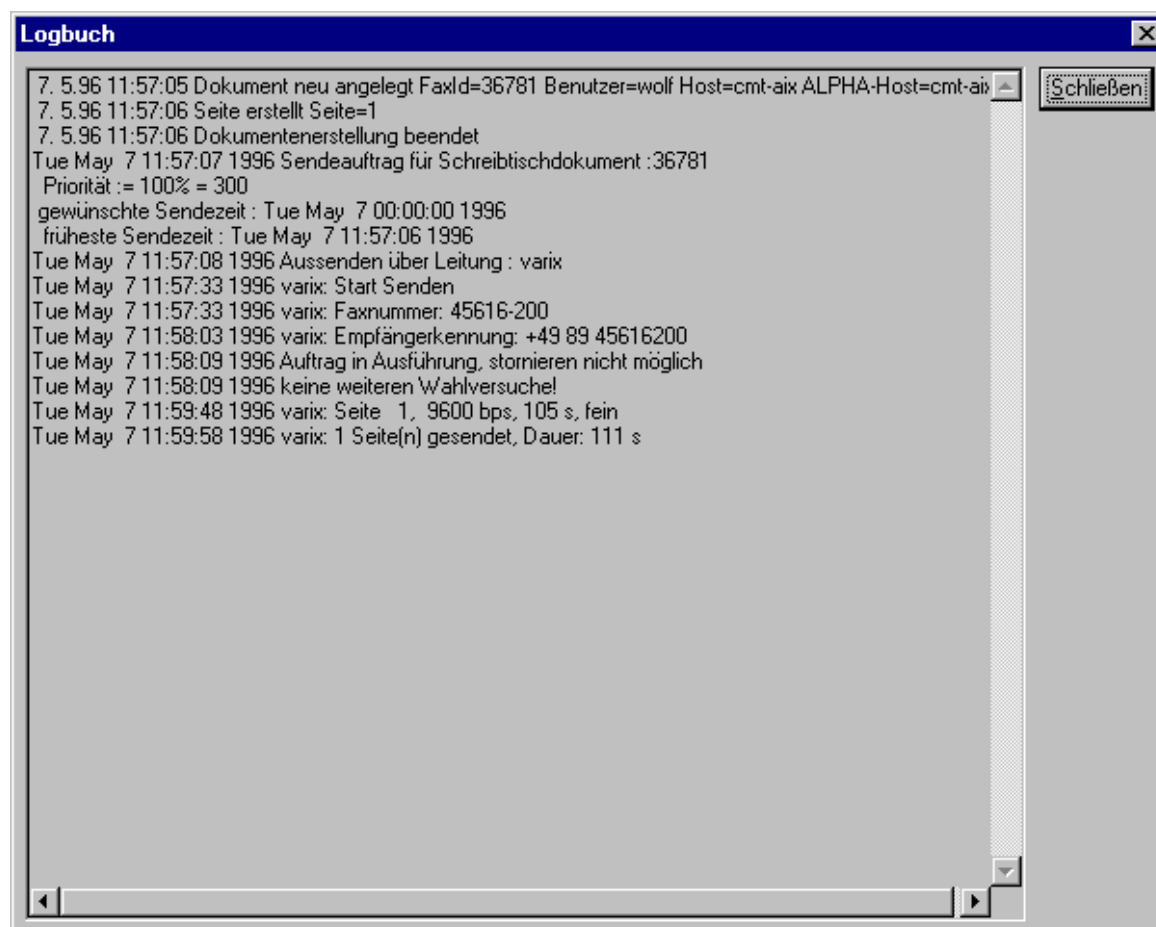 Logbuch
7. 5.96 11:57:05 Dokument neu angelegt FaxId=36781 Benutzer=wolf Host=cmt-aix ALPHA-Host=cmt-aix
Schließen
7. 5.96 11:57:06 Seite erstellt Seite=1
7. 5.96 11:57:06 Dokumentenerstellung beendet
Tue May  7 11:57:07 1996 Sendeauftrag für Schreibtischdokument :36781
Priorität := 100% = 300
gewünschte Sendezeit : Tue May  7 00:00:00 1996
früheste Sendezeit : Tue May  7 11:57:06 1996
Tue May  7 11:57:08 1996 Aussenden über Leitung : varix
Tue May  7 11:57:33 1996 varix: Start Senden
Tue May  7 11:57:33 1996 varix: Faxnummer: 45616-200
Tue May  7 11:58:03 1996 varix: Empfängerkennung: +49 89 45616200
Tue May  7 11:58:09 1996 Auftrag in Ausführung, stornieren nicht möglich
Tue May  7 11:58:09 1996 keine weiteren Wahlversuche!
Tue May  7 11:59:48 1996 varix: Seite   1,  9600 bps, 105 s, fein
Tue May  7 11:59:58 1996 varix: 1 Seite(n) gesendet, Dauer: 111 s